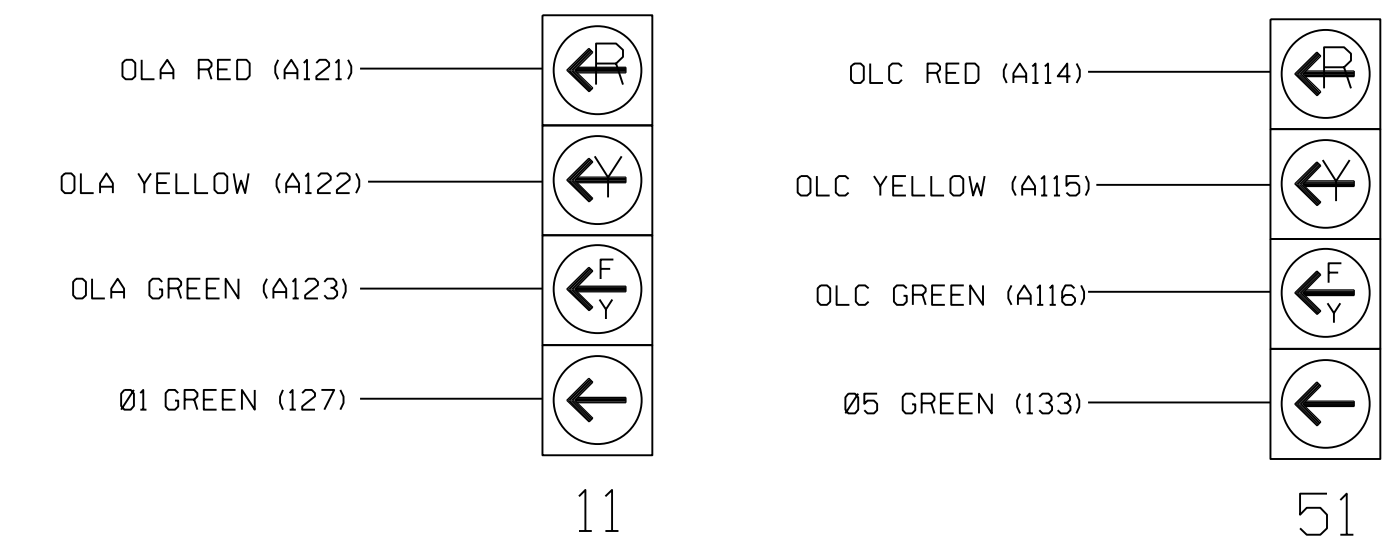 OLA RED (A121)
R
OLA YELLOW (A122)
Y
OLA GREEN (A123)
F
Y
Ø1 GREEN (127)
11
OLC RED (A114)
R
OLC YELLOW (A115)
Y
OLC GREEN (A116)
F
Y
Ø5 GREEN (133)
51